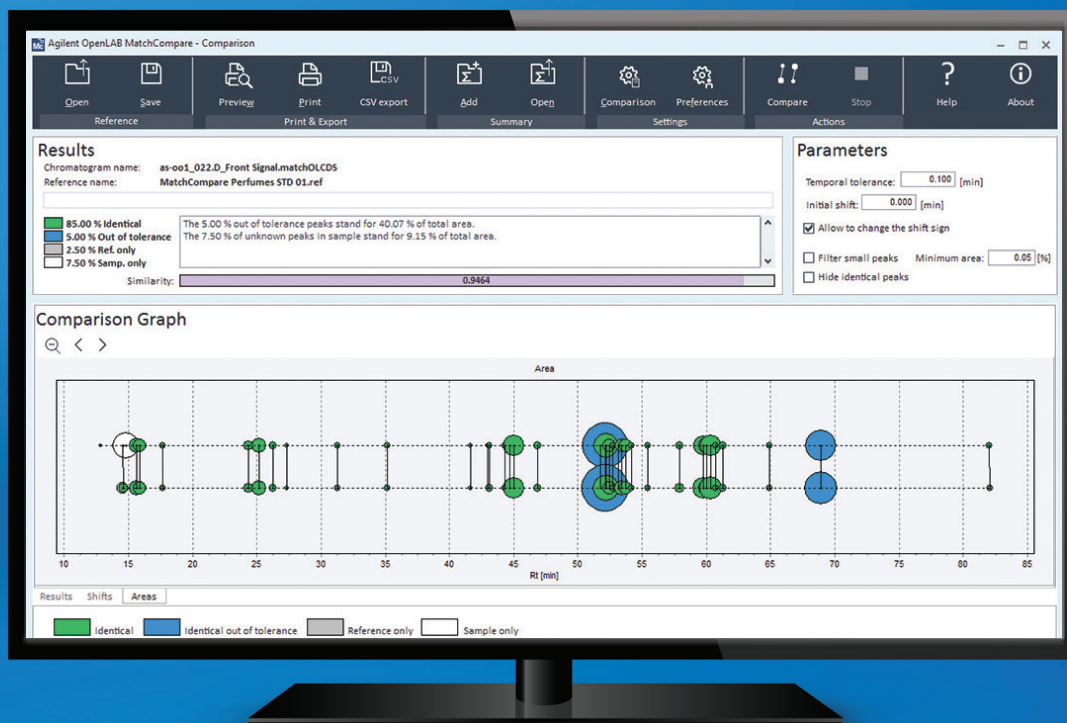 Mc Agilent OpenLAB MatchCompare - Comparison
Open Save Preview Print CSV export Add Open Comparison Preferences Compare Stop Help About
Reference Print & Export Summary Settings Actions
Results
Chromatogram name: as-oo1_022.D_Front Signal.matchOLCDS
Reference name: MatchCompare Perfumes STD 01.ref
85.00 % Identical
5.00 % Out of tolerance
2.50 % Ref. only
7.50 % Samp. only
The 5.00 % out of tolerance peaks stand for 40.07 % of total area.
The 7.50 % of unknown peaks in sample stand for 9.15 % of total area.
Similarity: 0.9464
Parameters
Temporal tolerance: 0.100 [min]
Initial shift: 0.000 [min]
Allow to change the shift sign
Filter small peaks Minimum area: 0.05 [%]
Hide identical peaks
Comparison Graph
Area
10 15 20 25 30 35 40 45 50 55 60 65 70 75 80 85
Rt [min]
Results Shifts Areas
Identical Identical out of tolerance Reference only Sample only